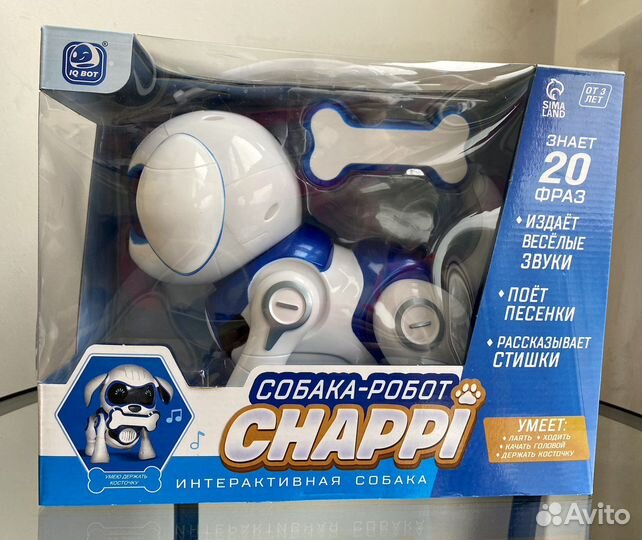 IQ BOT
SIMA
LAND
ОТ 3
ЛЕТ
ЗНАЕТ
20
ФРАЗ
• ИЗДАЁТ
ВЕСЁЛЫЕ
ЗВУКИ
• ПОЁТ
ПЕСЕНКИ
• РАССКАЗЫВАЕТ
СТИШКИ
СОБАКА-РОБОТ
CHAPPI
ИНТЕРАКТИВНАЯ СОБАКА
УМЕЕТ:
• ЛАЯТЬ • ХОДИТЬ
• КАЧАТЬ ГОЛОВОЙ
• ДЕРЖАТЬ КОСТОЧКУ
УМЕЮ ДЕРЖАТЬ
КОСТОЧКУ
Avito